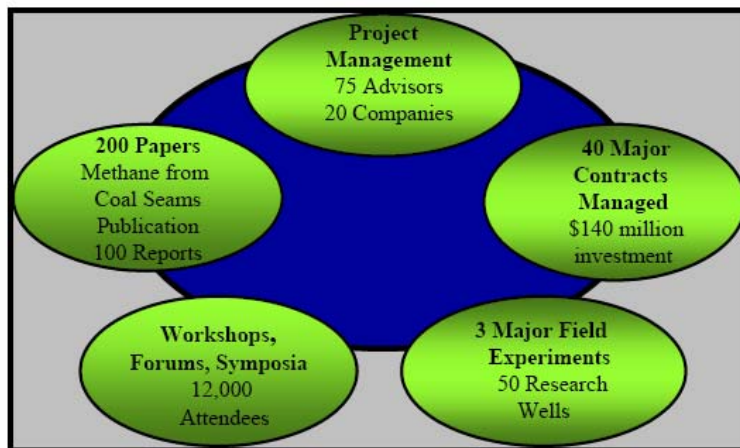 Project
Management
75 Advisors
20 Companies
200 Papers
Methane from
Coal Seams
Publication
100 Reports
40 Major
Contracts
Managed
$140 million
investment
Workshops,
Forums, Symposia
12,000
Attendees
3 Major Field
Experiments
50 Research
Wells